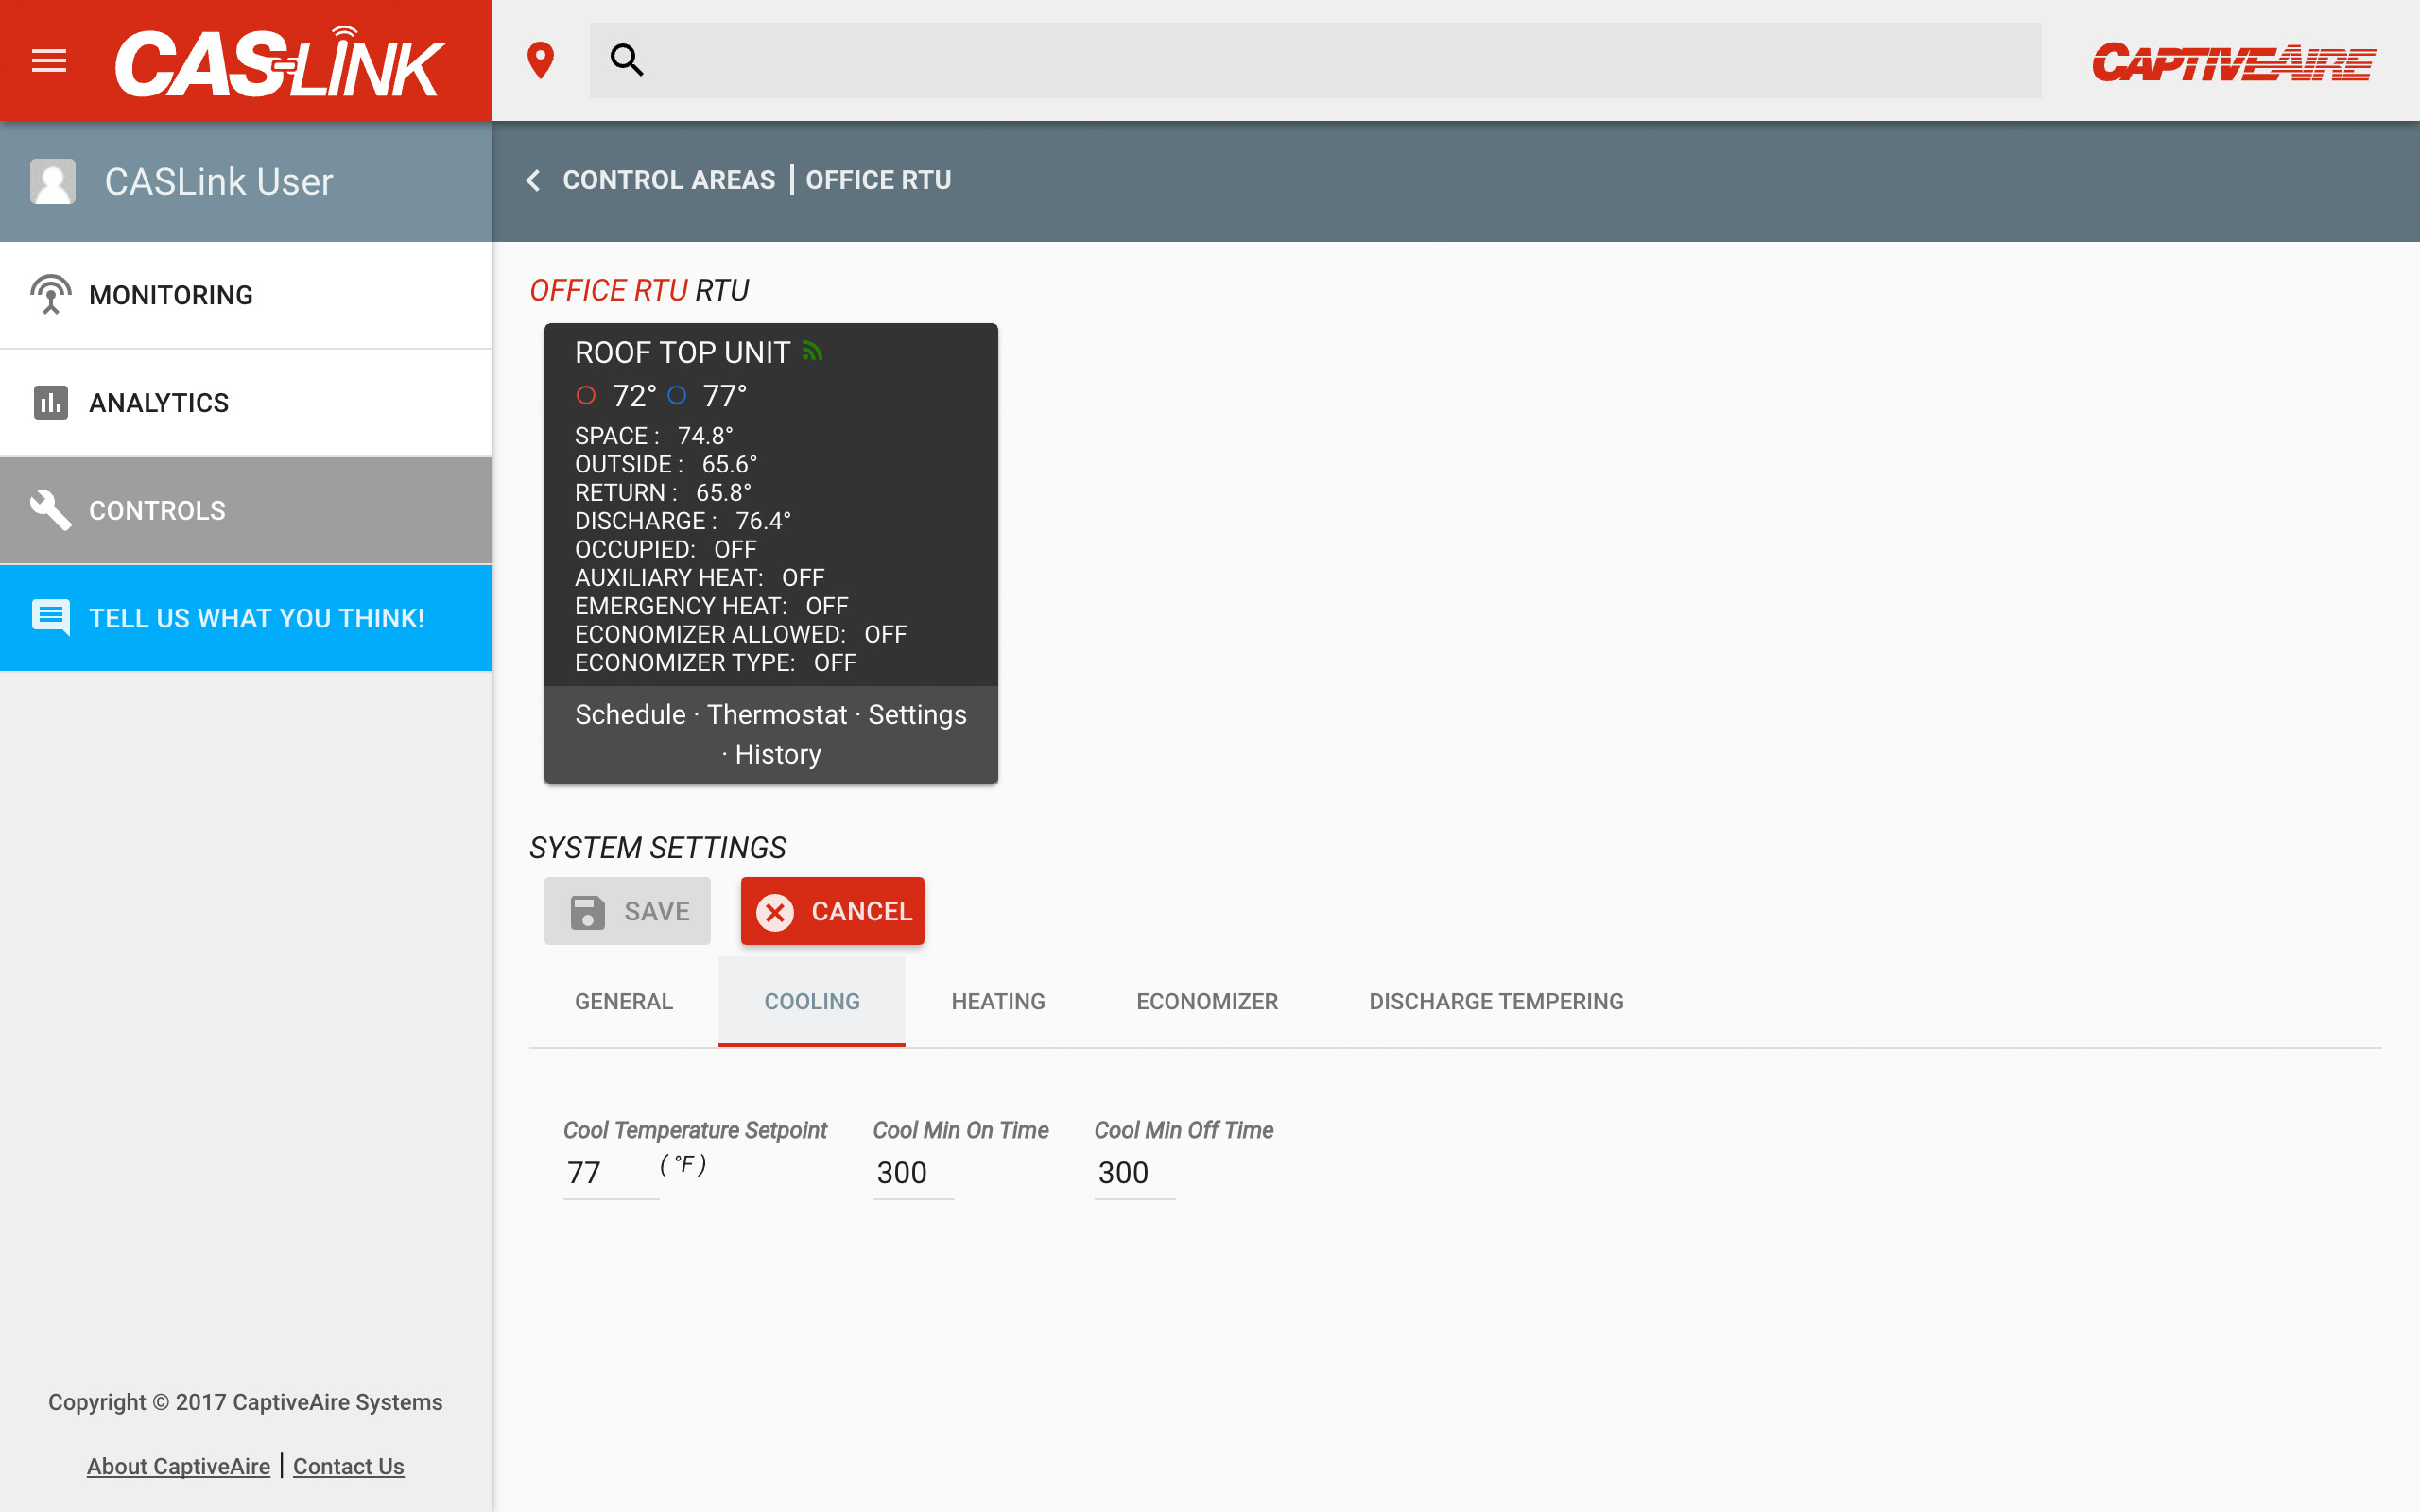 CAS-LINK
CAPTIVEAIRE
CASLink User
CONTROL AREAS | OFFICE RTU
MONITORING
ANALYTICS
CONTROLS
TELL US WHAT YOU THINK!
OFFICE RTU RTU
ROOF TOP UNIT
72° 77°
SPACE : 74.8°
OUTSIDE : 65.6°
RETURN : 65.8°
DISCHARGE : 76.4°
OCCUPIED: OFF
AUXILIARY HEAT: OFF
EMERGENCY HEAT: OFF
ECONOMIZER ALLOWED: OFF
ECONOMIZER TYPE: OFF
Schedule · Thermostat · Settings
· History
SYSTEM SETTINGS
SAVE CANCEL
GENERAL COOLING HEATING ECONOMIZER DISCHARGE TEMPERING
Cool Temperature Setpoint Cool Min On Time Cool Min Off Time
77 ( °F ) 300 300
Copyright © 2017 CaptiveAire Systems
About CaptiveAire | Contact Us